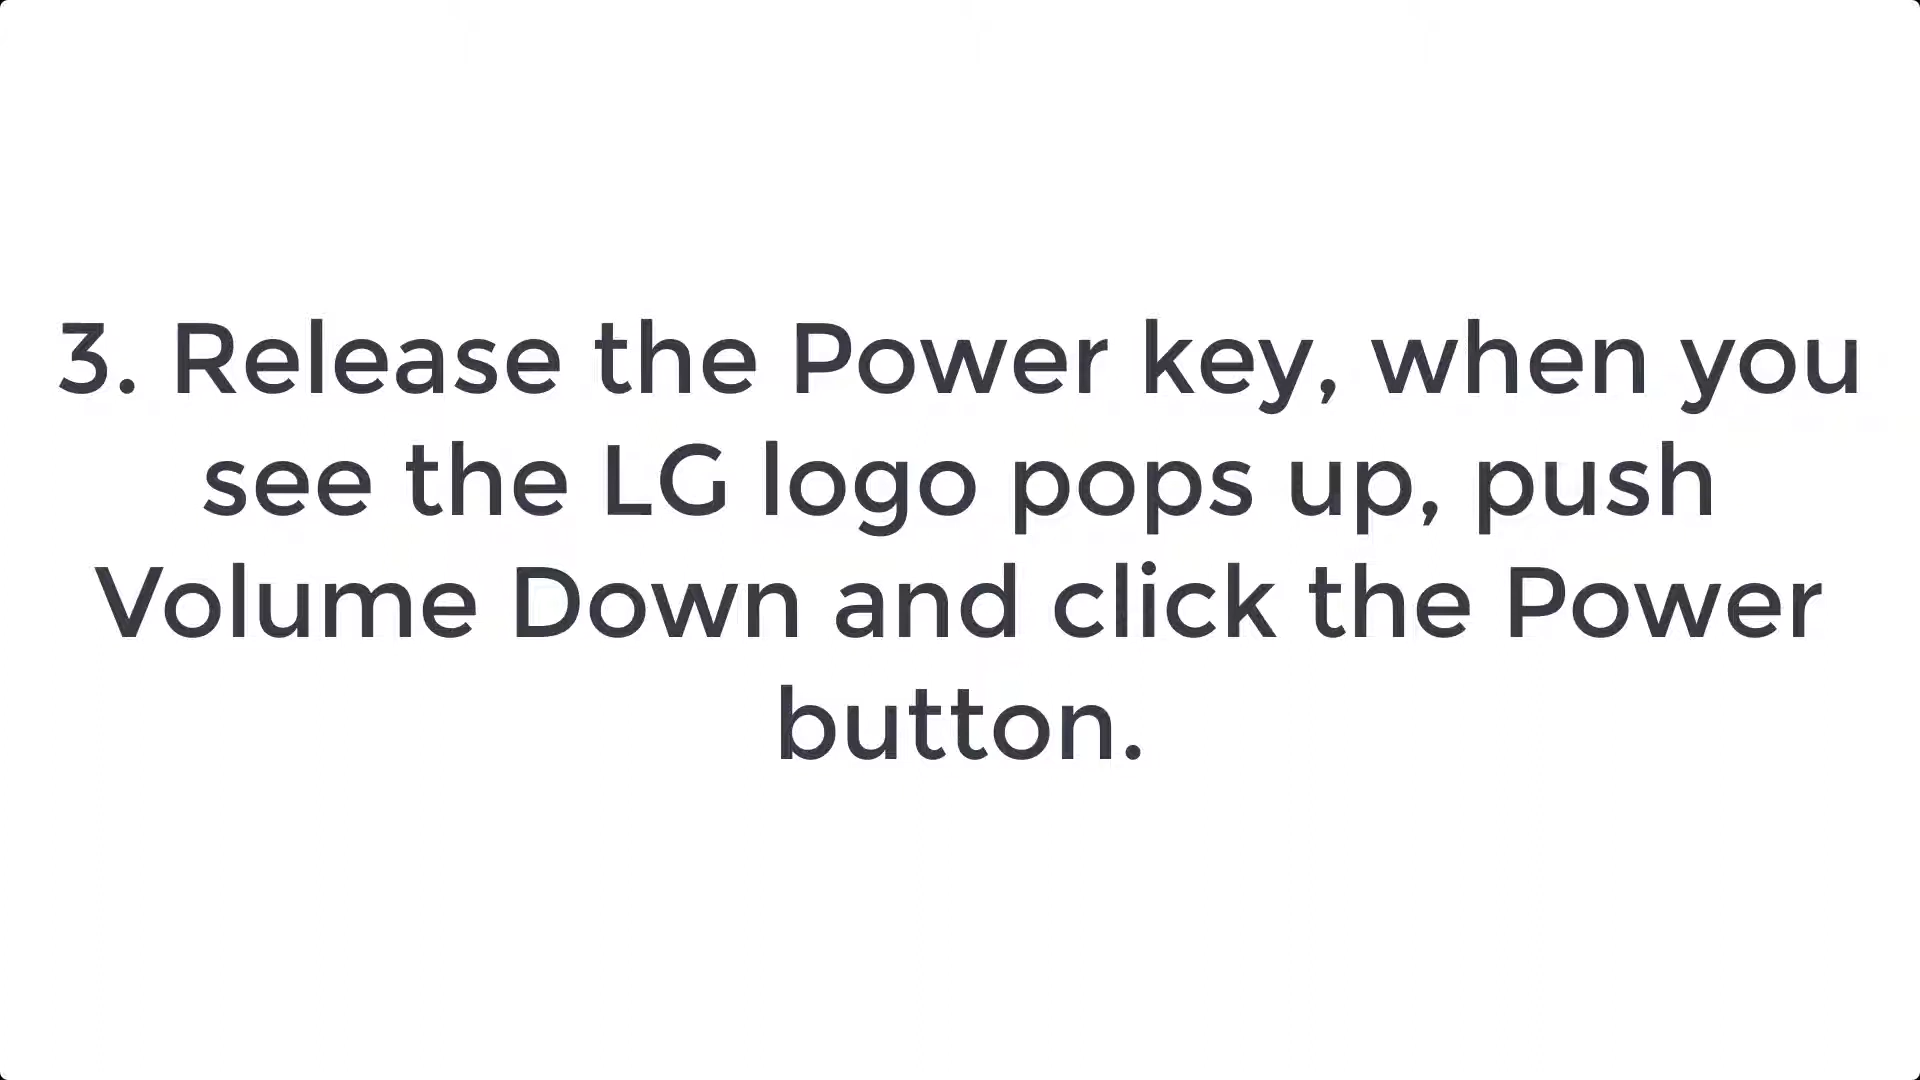 3. Release the Power key, when you
see the LG logo pops up, push
Volume Down and click the Power
button.